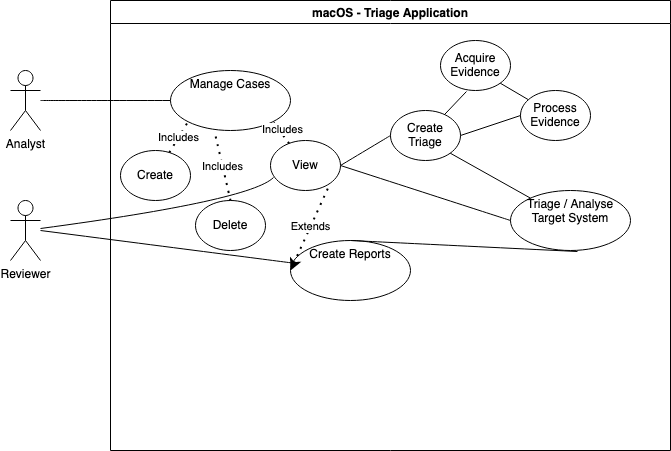 macOS - Triage Application
Acquire
Evidence
Manage Cases
Process
Evidence
Create
Triage
Includes
Includes
Analyst
View
Includes
Create
Triage / Analyse
Target System
Delete
Extends
Create Reports
Reviewer